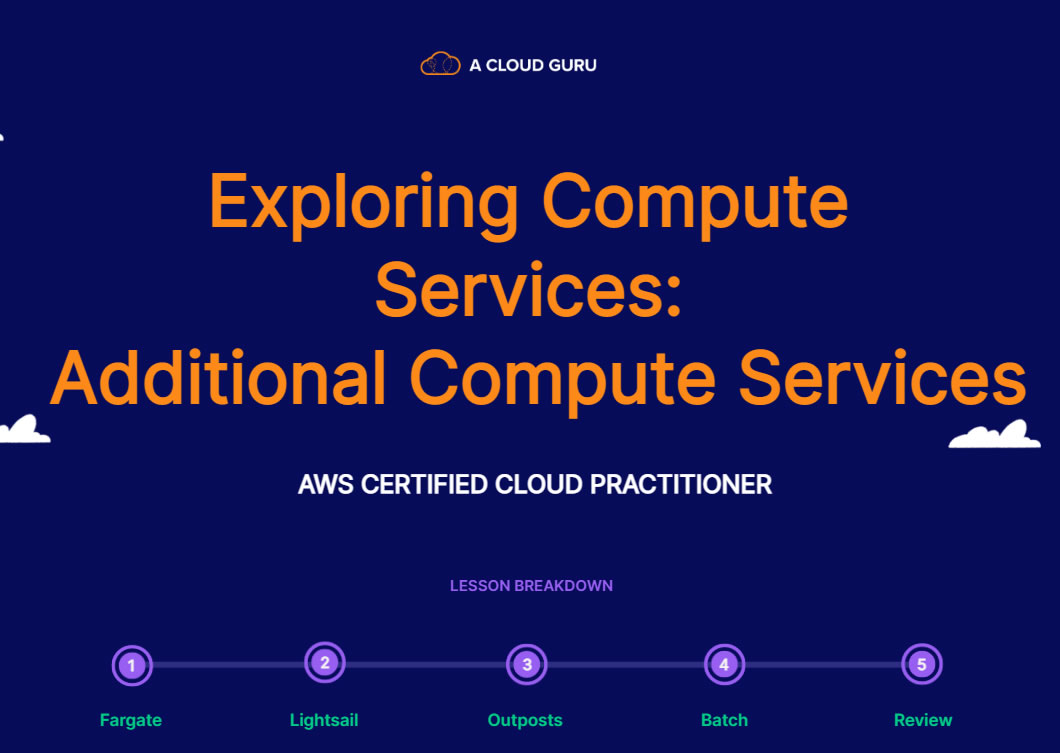 A CLOUD GURU
Exploring Compute
Services:
Additional Compute Services
AWS CERTIFIED CLOUD PRACTITIONER
LESSON BREAKDOWN
1 2 3 4 5
Fargate Lightsail Outposts Batch Review